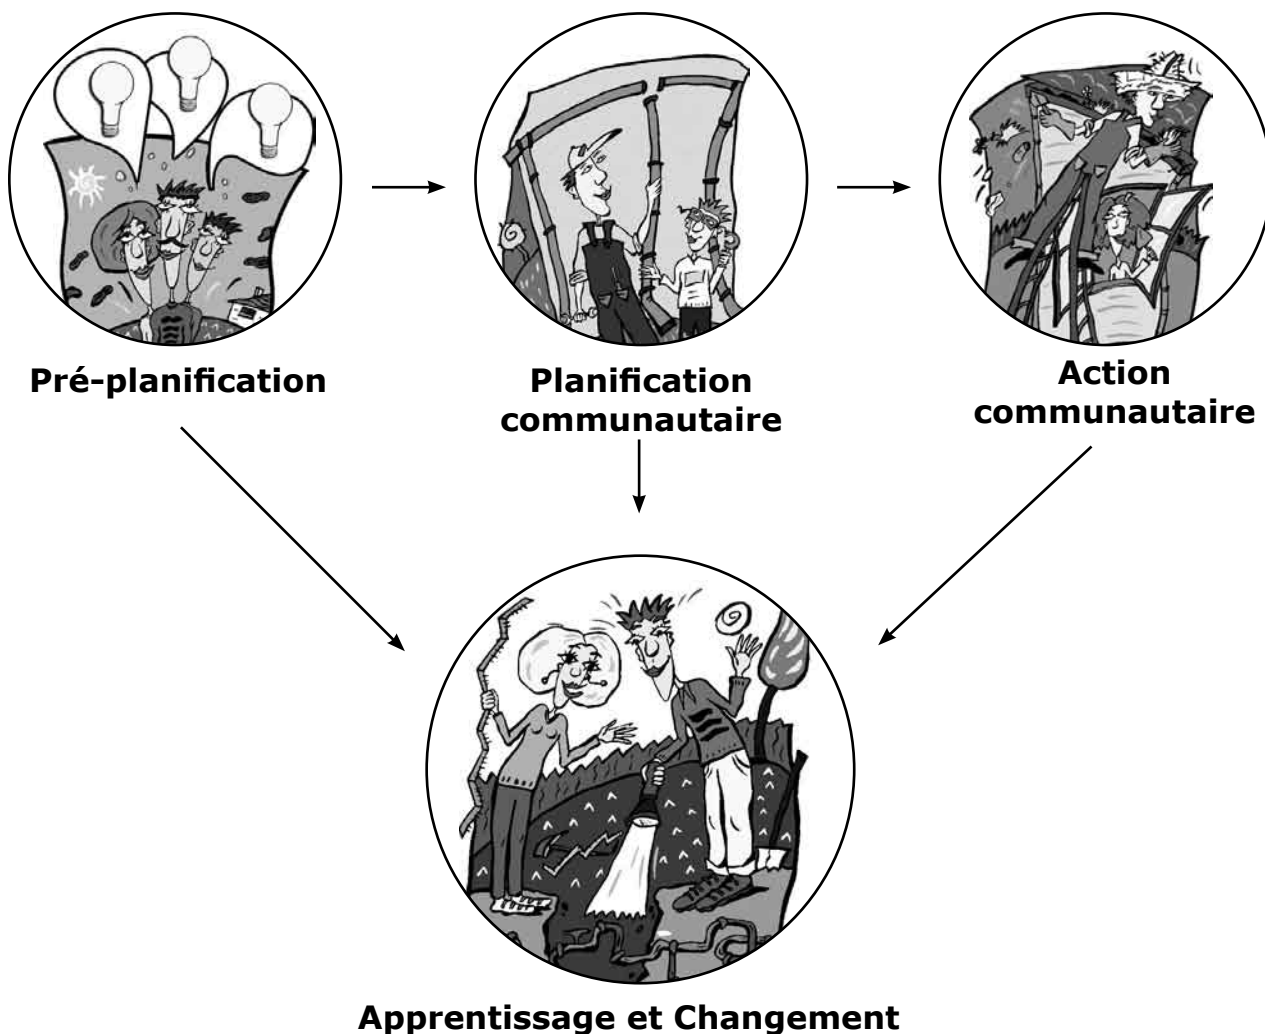 Pré-planification
Planification
communautaire
Action
communautaire
Apprentissage et Changement